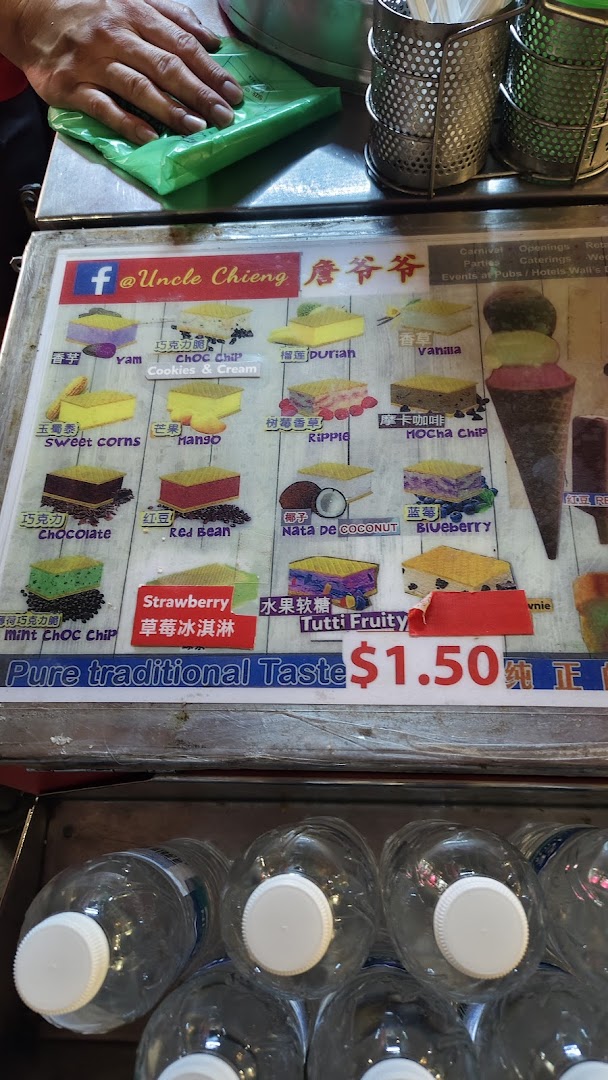 f @Uncle Chieng 詹爷爷
Carnival Openings
Parties Caterings
Events at Pubs / Hotels Wall's
香芋 Yam
巧克力脆 Choc Chip
Cookies & Cream
榴莲 Durian
香草 Vanilla
玉蜀黍 Sweet Corns
芒果 Mango
树莓香草 Ripple
摩卡咖啡 Mocha Chip
巧克力 Chocolate
红豆 Red Bean
椰子 Nata De COCONUT
蓝莓 Blueberry
红豆
薄荷巧克力脆 Mint Choc Chip
Strawberry
草莓冰淇淋
水果软糖 Tutti Fruity
Pure traditional Taste
$1.50
纯 正